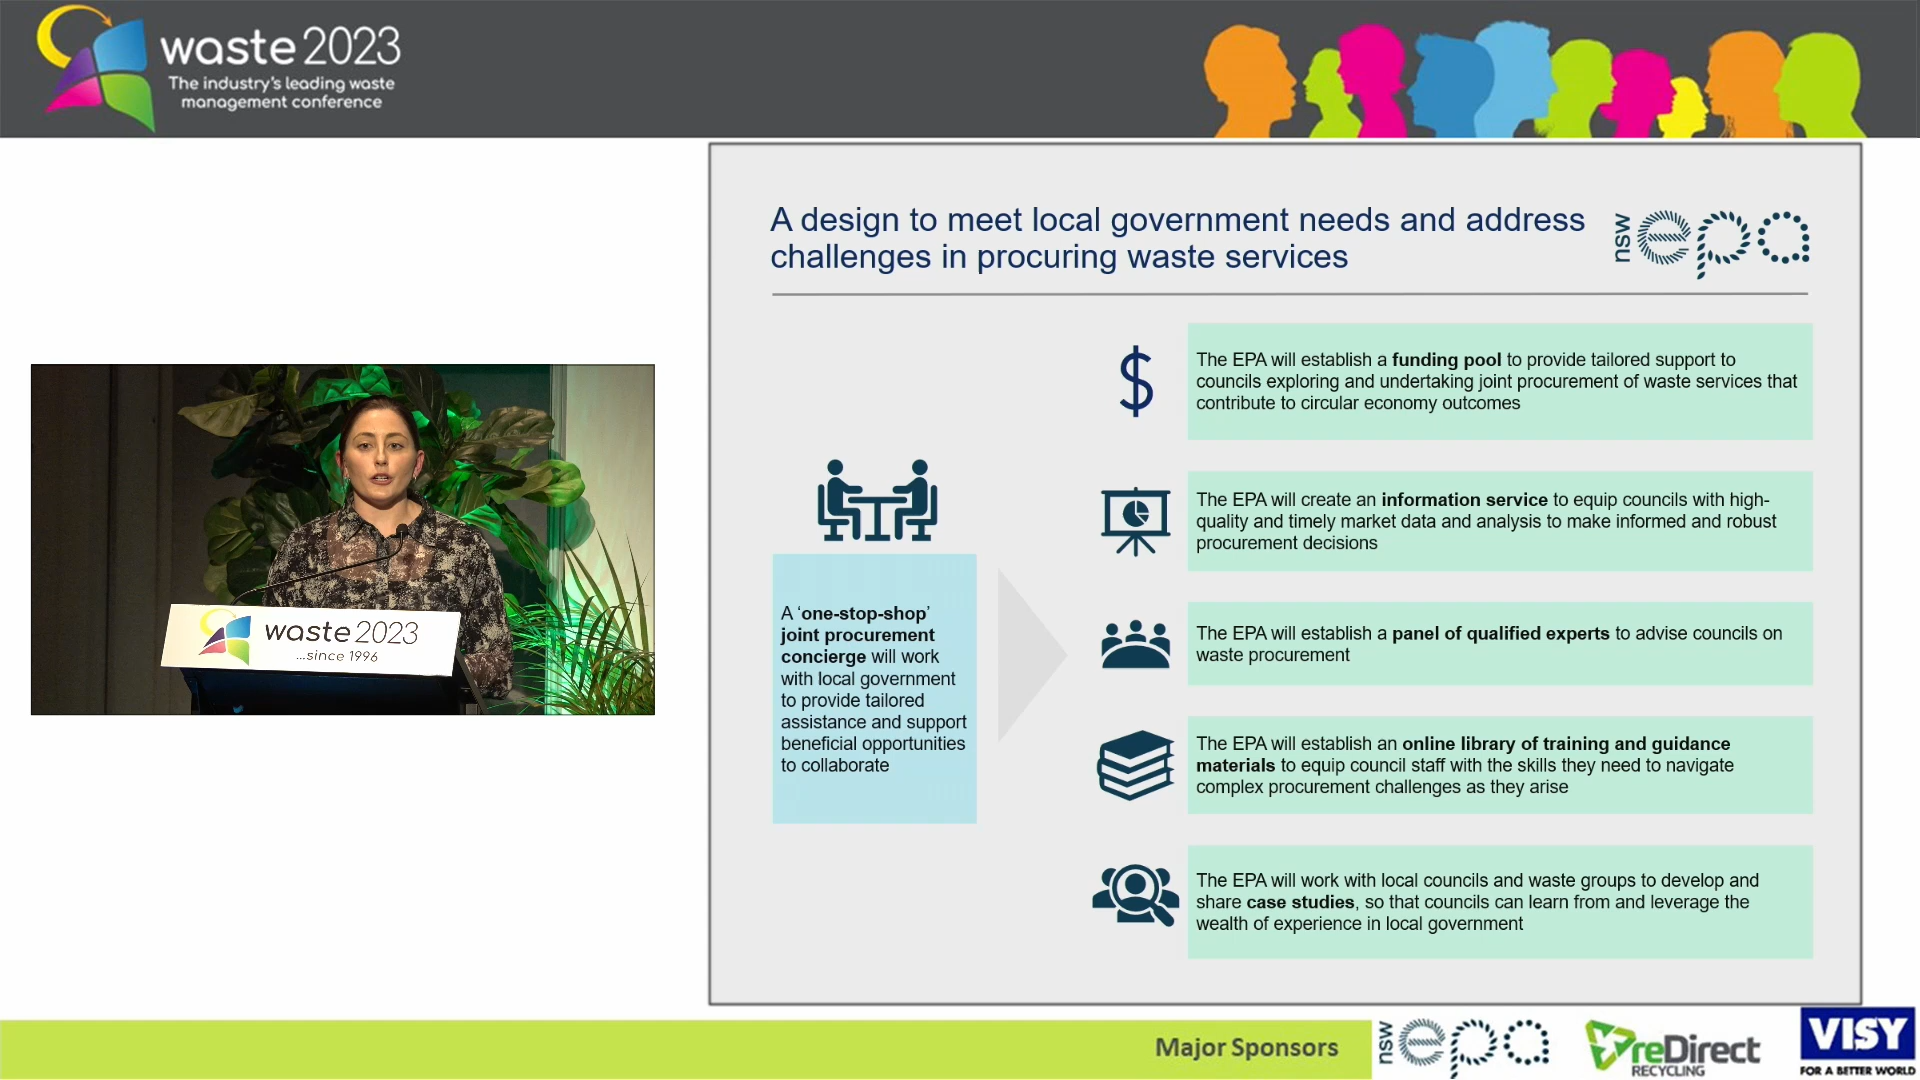 waste 2023
The industry's leading waste
management conference
A design to meet local government needs and address
challenges in procuring waste services
nsw epa
The EPA will establish a funding pool to provide tailored support to
councils exploring and undertaking joint procurement of waste services that
contribute to circular economy outcomes
The EPA will create an information service to equip councils with high-
quality and timely market data and analysis to make informed and robust
procurement decisions
A ‘one-stop-shop’
joint procurement
concierge will work
with local government
to provide tailored
assistance and support
beneficial opportunities
to collaborate
The EPA will establish a panel of qualified experts to advise councils on
waste procurement
The EPA will establish an online library of training and guidance
materials to equip council staff with the skills they need to navigate
complex procurement challenges as they arise
The EPA will work with local councils and waste groups to develop and
share case studies, so that councils can learn from and leverage the
wealth of experience in local government
waste 2023
...since 1996
Major Sponsors
nsw epa
reDirect
RECYCLING
VISY
FOR A BETTER WORLD